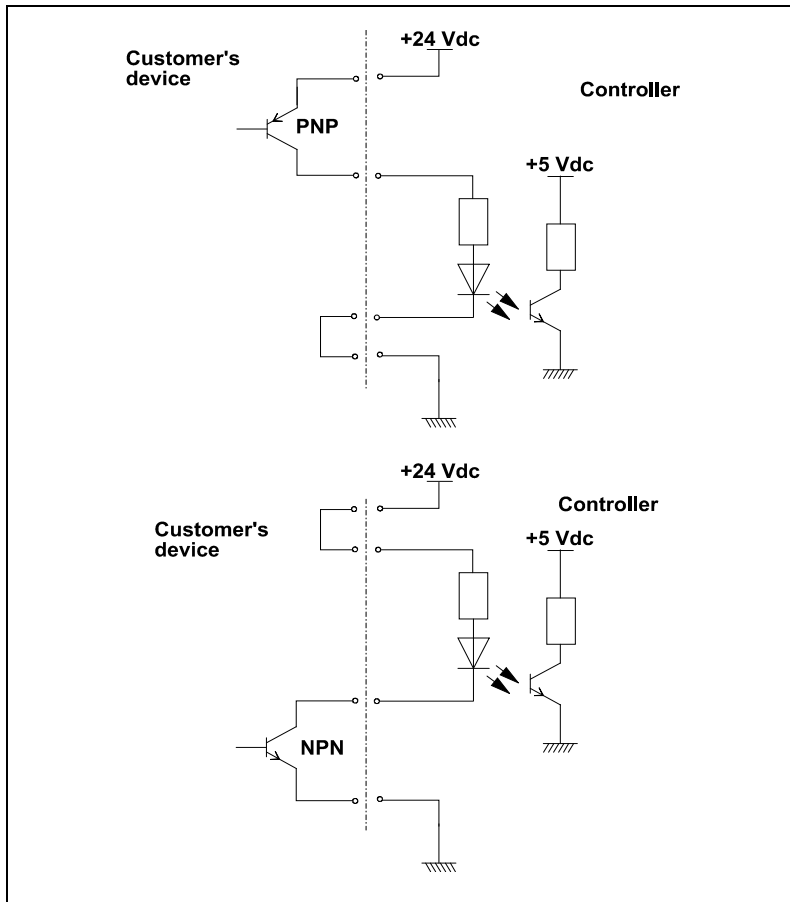 +24 Vdc
Customer's
device
Controller
PNP
+5 Vdc
+24 Vdc
Controller
Customer's
device
+5 Vdc
NPN